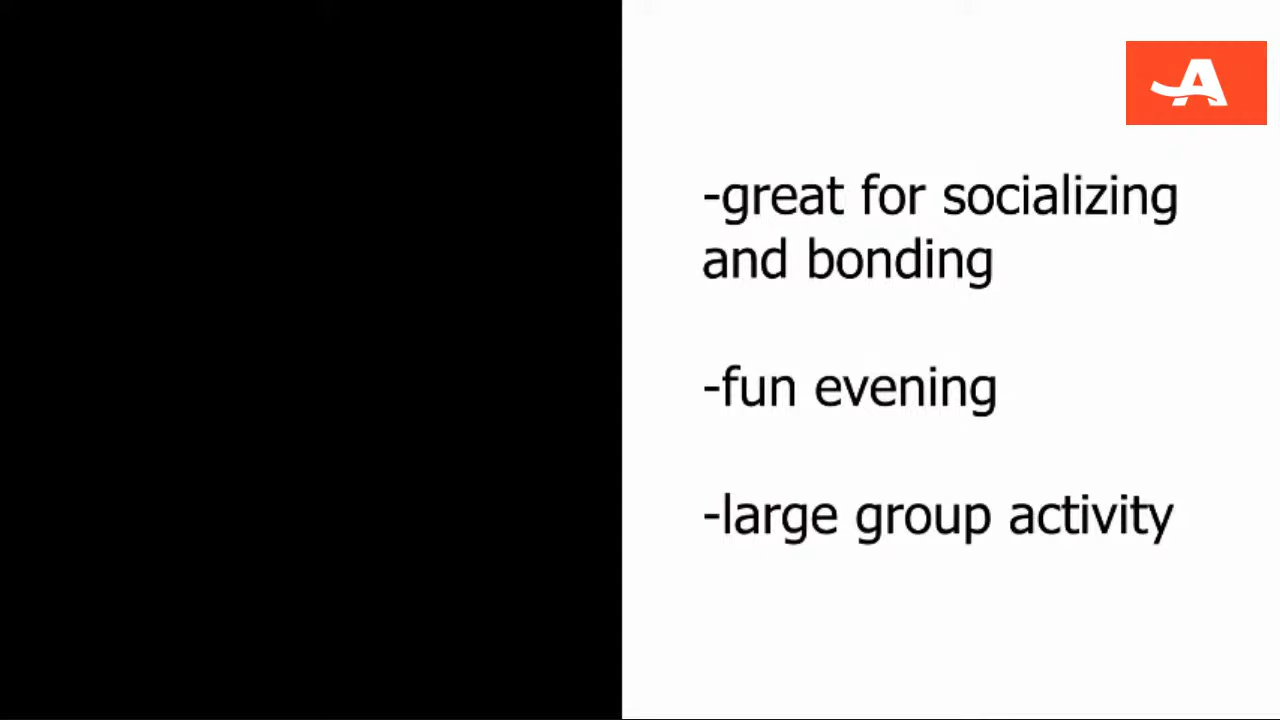 A
-great for socializing
and bonding
-fun evening
-large group activity